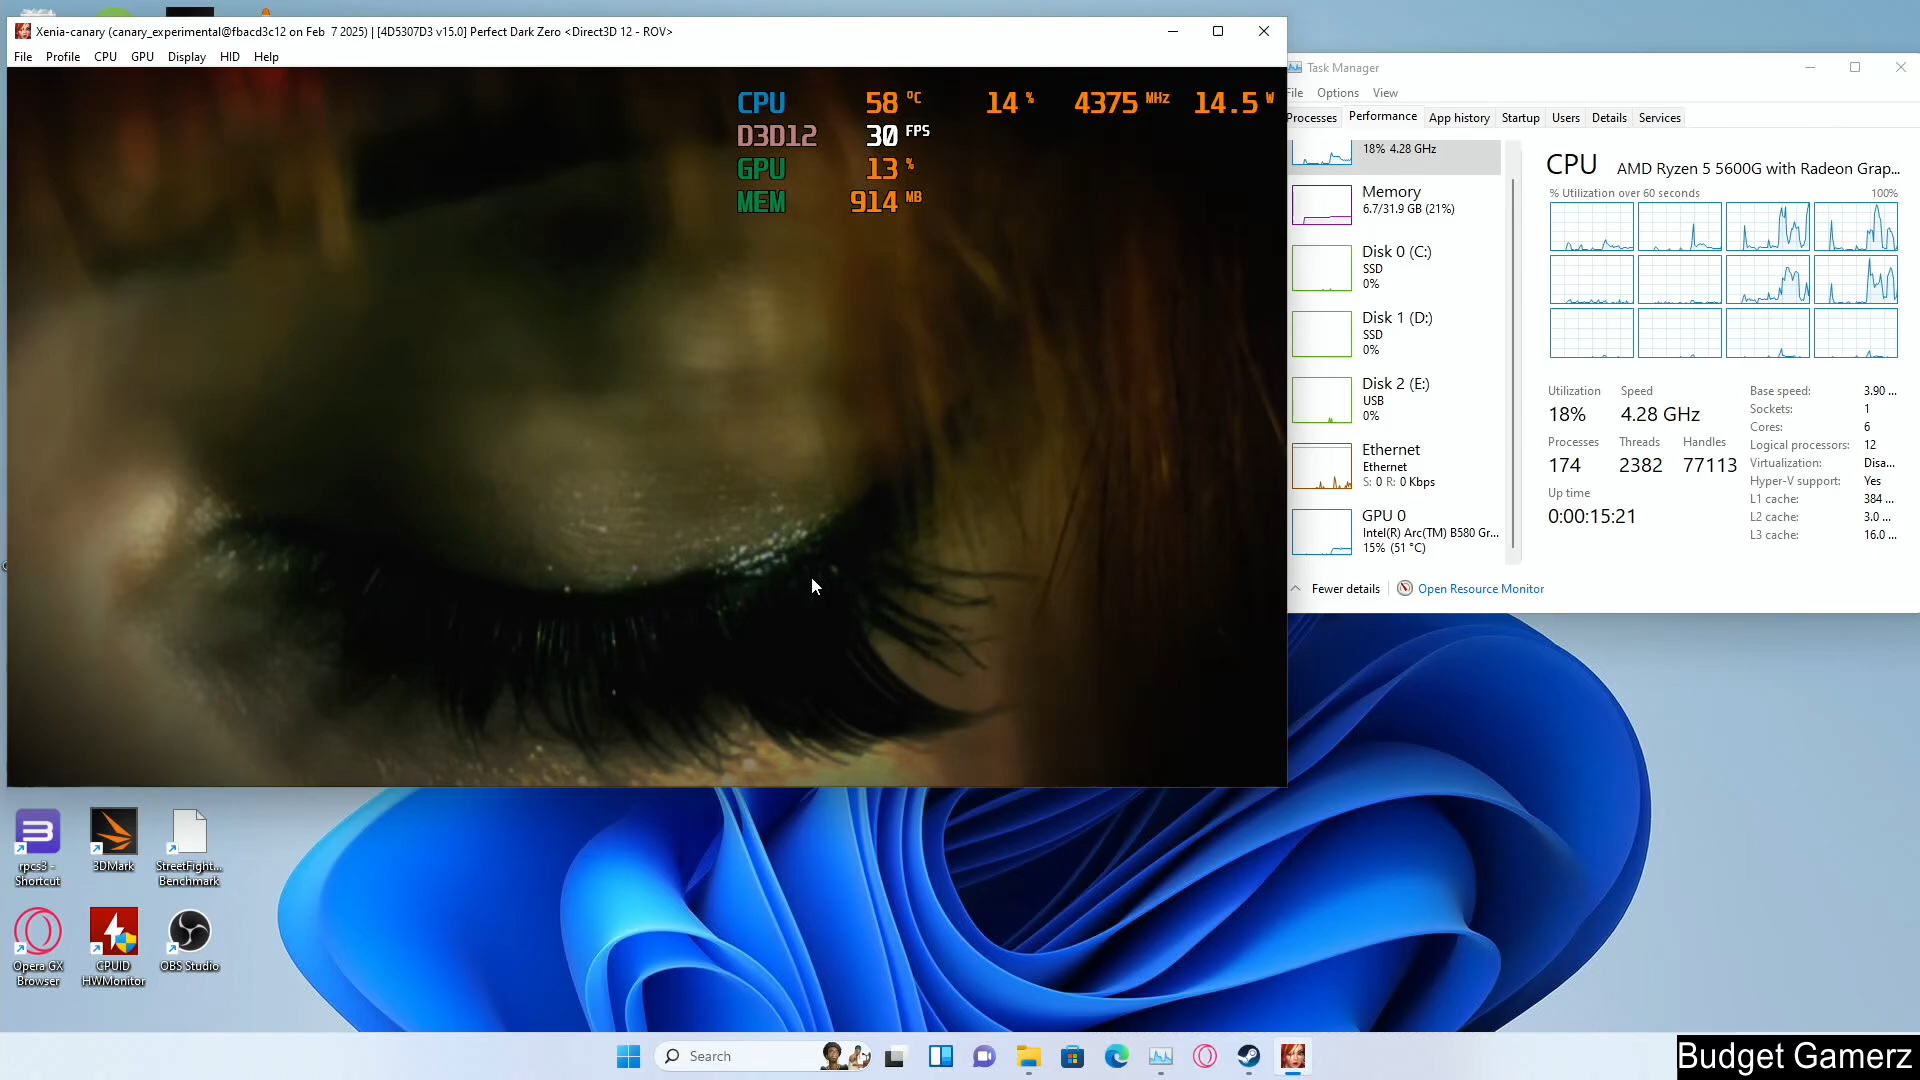 Xenia-canary (canary_experimental@fbacd3c12 on Feb 7 2025) | [4D5307D3 v15.0] Perfect Dark Zero <Direct3D 12 - ROV>
File Profile CPU GPU Display HID Help
CPU 58 °C 14 % 4375 MHz 14.5 W
D3D12 30 FPS
GPU 13 %
MEM 914 MB
Task Manager
File Options View
Processes Performance App history Startup Users Details Services
18% 4.28 GHz
Memory
6.7/31.9 GB (21%)
Disk 0 (C:)
SSD
0%
Disk 1 (D:)
SSD
0%
Disk 2 (E:)
USB
0%
Ethernet
Ethernet
S: 0 R: 0 Kbps
GPU 0
Intel(R) Arc(TM) B580 Gr...
15% (51 °C)
CPU AMD Ryzen 5 5600G with Radeon Grap...
% Utilization over 60 seconds 100%
Utilization Speed
18% 4.28 GHz
Processes Threads Handles
174 2382 77113
Up time
0:00:15:21
Base speed: 3.90 ...
Sockets: 1
Cores: 6
Logical processors: 12
Virtualization: Disa...
Hyper-V support: Yes
L1 cache: 384 ...
L2 cache: 3.0 ...
L3 cache: 16.0 ...
Fewer details Open Resource Monitor
rpcs3 -
Shortcut
3DMark
StreetFight...
Benchmark
Opera GX
Browser
CPUID
HWMonitor
OBS Studio
Search
Budget Gamerz